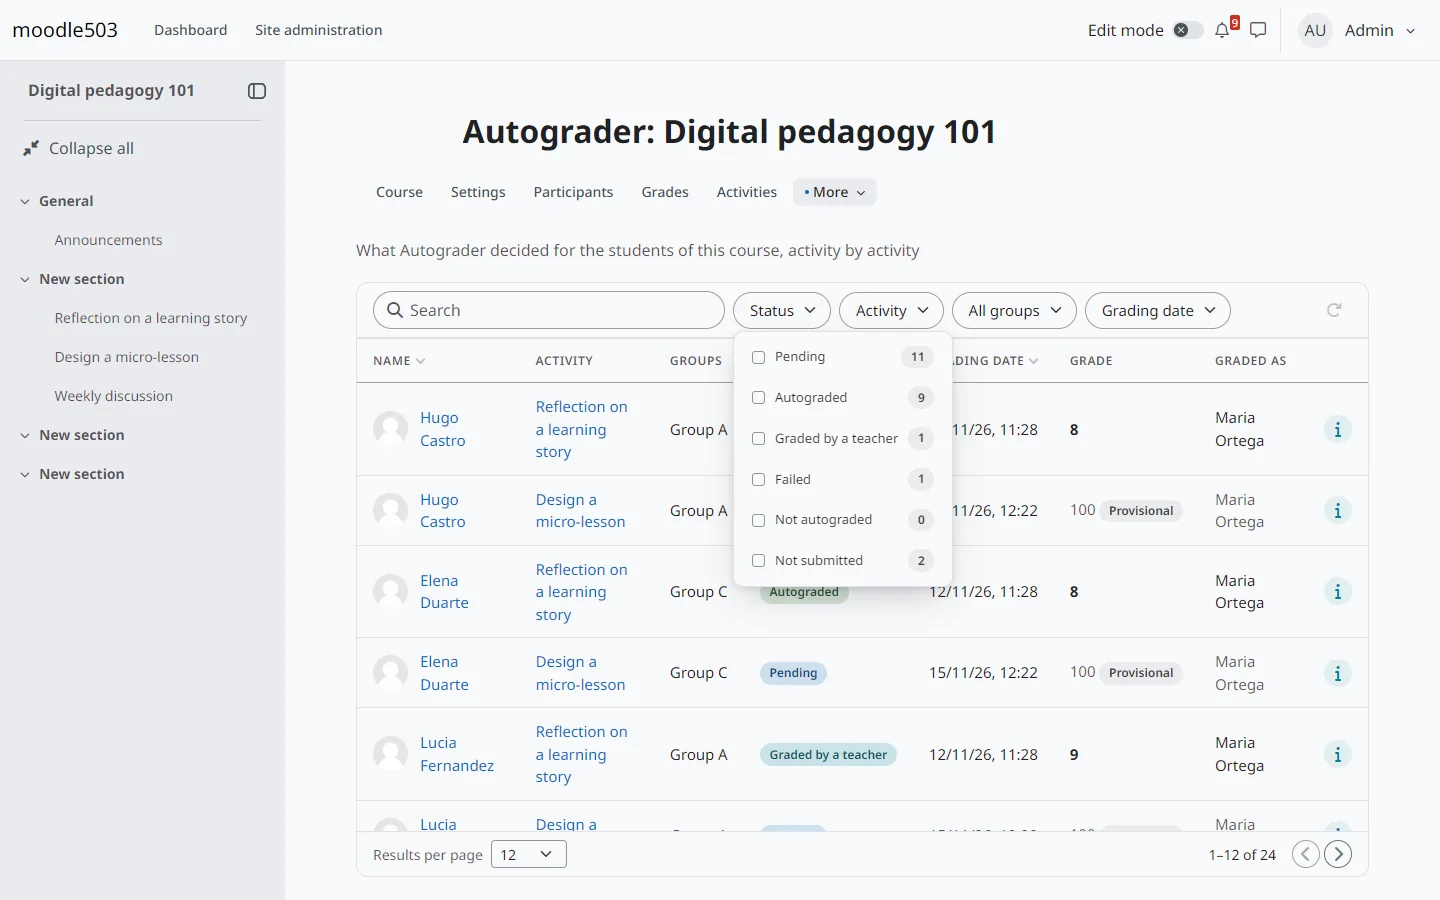 moodle503 Dashboard Site administration Edit mode 9 AU Admin
Digital pedagogy 101
Collapse all
General
Announcements
New section
Reflection on a learning story
Design a micro-lesson
Weekly discussion
New section
New section
Autograder: Digital pedagogy 101
Course Settings Participants Grades Activities • More
What Autograder decided for the students of this course, activity by activity
Search Status Activity All groups Grading date
Pending 11
Autograded 9
Graded by a teacher 1
Failed 1
Not autograded 0
Not submitted 2
NAME ACTIVITY GROUPS DATE GRADE GRADED AS
Hugo Castro Reflection on a learning story Group A 11/26, 11:28 8 Maria Ortega
Hugo Castro Design a micro-lesson Group A 11/26, 12:22 100 Provisional Maria Ortega
Elena Duarte Reflection on a learning story Group C Autograded 12/11/26, 11:28 8 Maria Ortega
Elena Duarte Design a micro-lesson Group C Pending 15/11/26, 12:22 100 Provisional Maria Ortega
Lucia Fernandez Reflection on a learning story Group A Graded by a teacher 12/11/26, 11:28 9 Maria Ortega
Lucia Design a Maria
Results per page 12 1–12 of 24